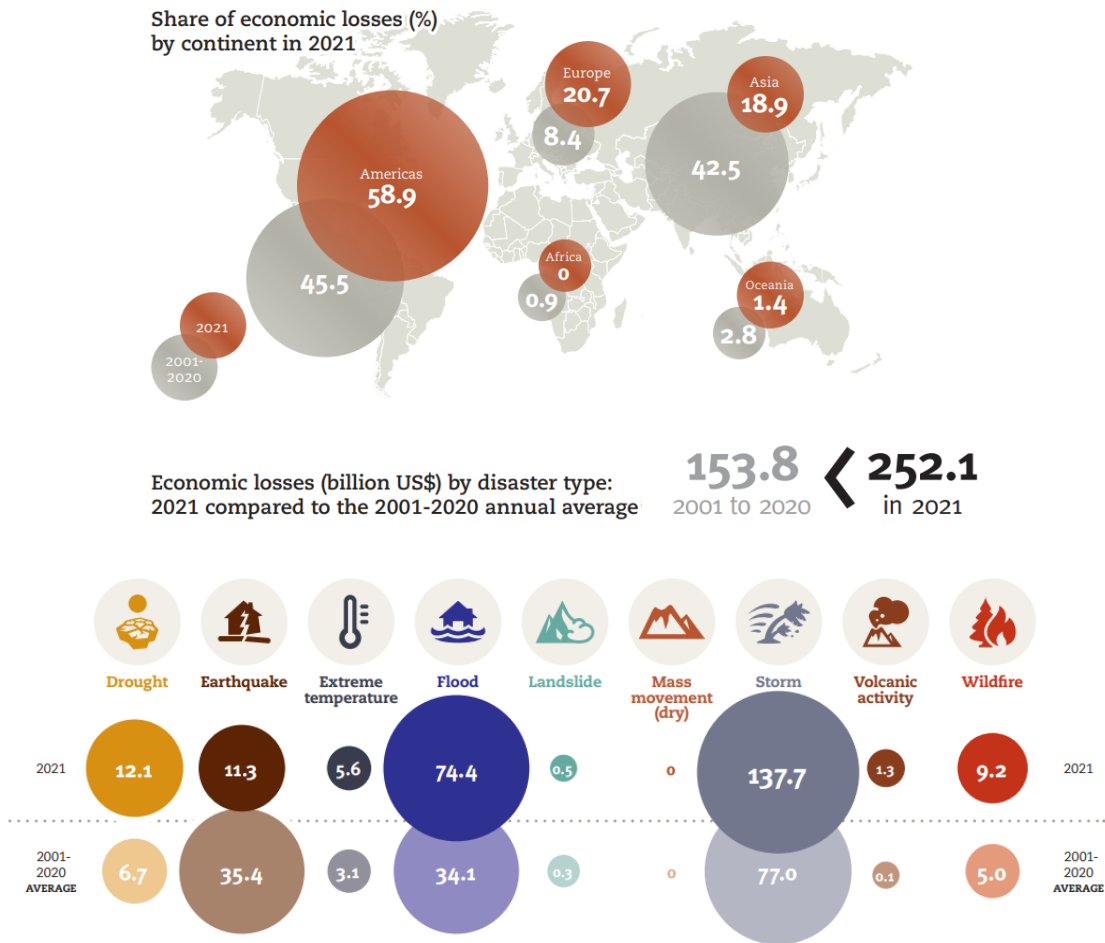 Share of economic losses (%)
by continent in 2021
Europe
20.7
8.4
Asia
18.9
42.5
Americas
58.9
45.5
Africa
0
0.9
Oceania
1.4
2.8
2021
2001-
2020
Economic losses (billion US$) by disaster type:
2021 compared to the 2001-2020 annual average
153.8
2001 to 2020
252.1
in 2021
Drought
Earthquake
Extreme
temperature
Flood
Landslide
Mass
movement
(dry)
Storm
Volcanic
activity
Wildfire
2021
12.1
11.3
5.6
74.4
0.5
0
137.7
1.3
9.2
2021
2001-
2020
AVERAGE
6.7
35.4
3.1
34.1
0.3
0
77.0
0.1
5.0
2001-
2020
AVERAGE